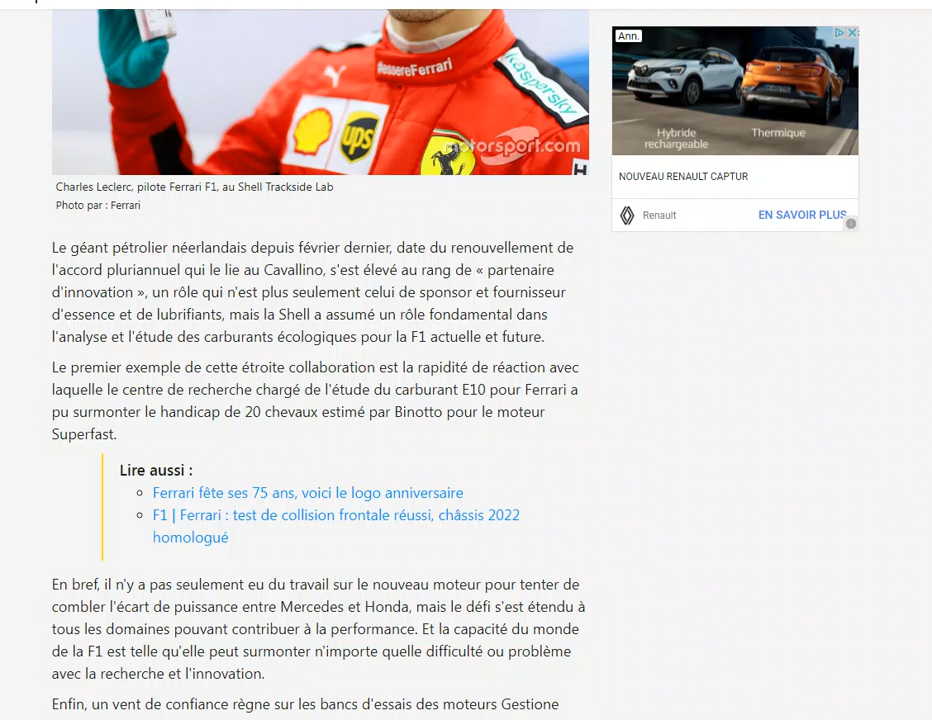 #essereFerrari
kaspersky
ups
motorsport.com
H
Charles Leclerc, pilote Ferrari F1, au Shell Trackside Lab
Photo par : Ferrari
Le géant pétrolier néerlandais depuis février dernier, date du renouvellement de
l'accord pluriannuel qui le lie au Cavallino, s'est élevé au rang de « partenaire
d'innovation », un rôle qui n'est plus seulement celui de sponsor et fournisseur
d'essence et de lubrifiants, mais la Shell a assumé un rôle fondamental dans
l'analyse et l'étude des carburants écologiques pour la F1 actuelle et future.
Le premier exemple de cette étroite collaboration est la rapidité de réaction avec
laquelle le centre de recherche chargé de l'étude du carburant E10 pour Ferrari a
pu surmonter le handicap de 20 chevaux estimé par Binotto pour le moteur
Superfast.
Lire aussi :
Ferrari fête ses 75 ans, voici le logo anniversaire
F1 | Ferrari : test de collision frontale réussi, châssis 2022
homologué
En bref, il n'y a pas seulement eu du travail sur le nouveau moteur pour tenter de
combler l'écart de puissance entre Mercedes et Honda, mais le défi s'est étendu à
tous les domaines pouvant contribuer à la performance. Et la capacité du monde
de la F1 est telle qu'elle peut surmonter n'importe quelle difficulté ou problème
avec la recherche et l'innovation.
Enfin, un vent de confiance règne sur les bancs d'essais des moteurs Gestione
Ann.
Hybride
rechargeable
Thermique
NOUVEAU RENAULT CAPTUR
Renault
EN SAVOIR PLUS